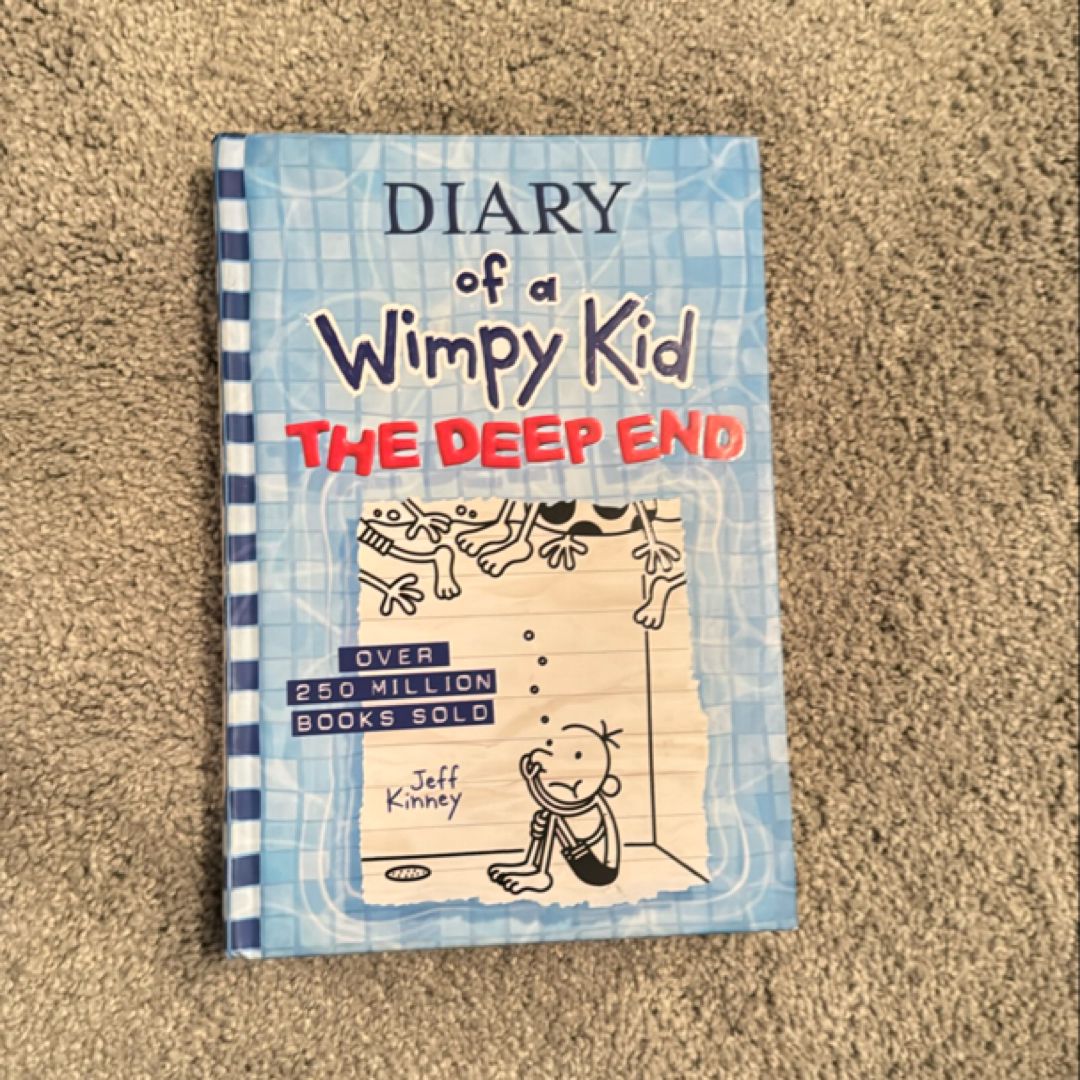 DIARY
of a
Wimpy Kid
THE DEEP END
OVER
250 MILLION
BOOKS SOLD
Jeff
Kinney